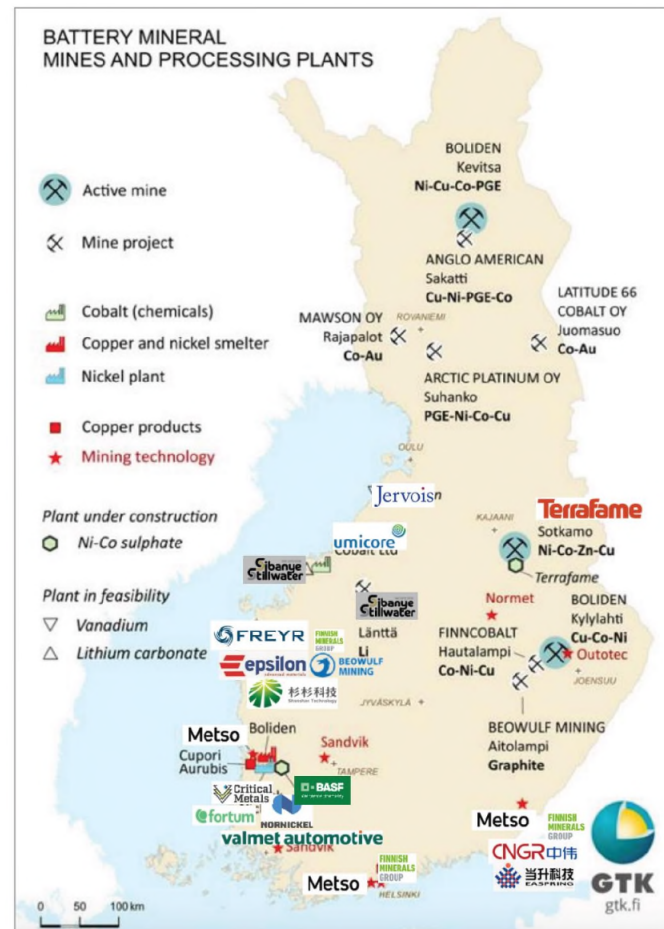 BATTERY MINERAL
MINES AND PROCESSING PLANTS
Active mine
Mine project
Cobalt (chemicals)
Copper and nickel smelter
Nickel plant
Copper products
Mining technology
Plant under construction
Ni-Co sulphate
Plant in feasibility
Vanadium
Lithium carbonate
BOLIDEN
Kevitsa
Ni-Cu-Co-PGE
ANGLO AMERICAN
Sakatti
Cu-Ni-PGE-Co
LATITUDE 66
COBALT OY
Juomasuo
Co-Au
MAWSON OY
Rajapalot
Co-Au
ROVANIEMI
ARCTIC PLATINUM OY
Suhanko
PGE-Ni-Co-Cu
OULU
Jervois
umicore
Cobalt Ltd
Sibanye
Stillwater
Sibanye
Stillwater
Länttä
Li
KAJAANI
Terrafame
Sotkamo
Ni-Co-Zn-Cu
Terrafame
Normet
BOLIDEN
Kylylahti
Cu-Co-Ni
FINNCOBALT
Hautalampi
Co-Ni-Cu
Outotec
JOENSUU
BEOWULF MINING
Aitolampi
Graphite
FREYR
FINNISH
MINERALS
GROUP
epsilon
advanced materials
BEOWULF
MINING
杉杉科技
Shanshan Technology
JYVÄSKYLÄ
Metso
Boliden
Cupori
Aurubis
Sandvik
TAMPERE
BASF
Critical
Metals
fortum
NORNICKEL
valmet automotive
Sandvik
Metso
FINNISH
MINERALS
GROUP
HELSINKI
Metso
FINNISH
MINERALS
GROUP
CNGR中伟
当升科技
EASPRING
GTK
gtk.fi
0 50 100 km